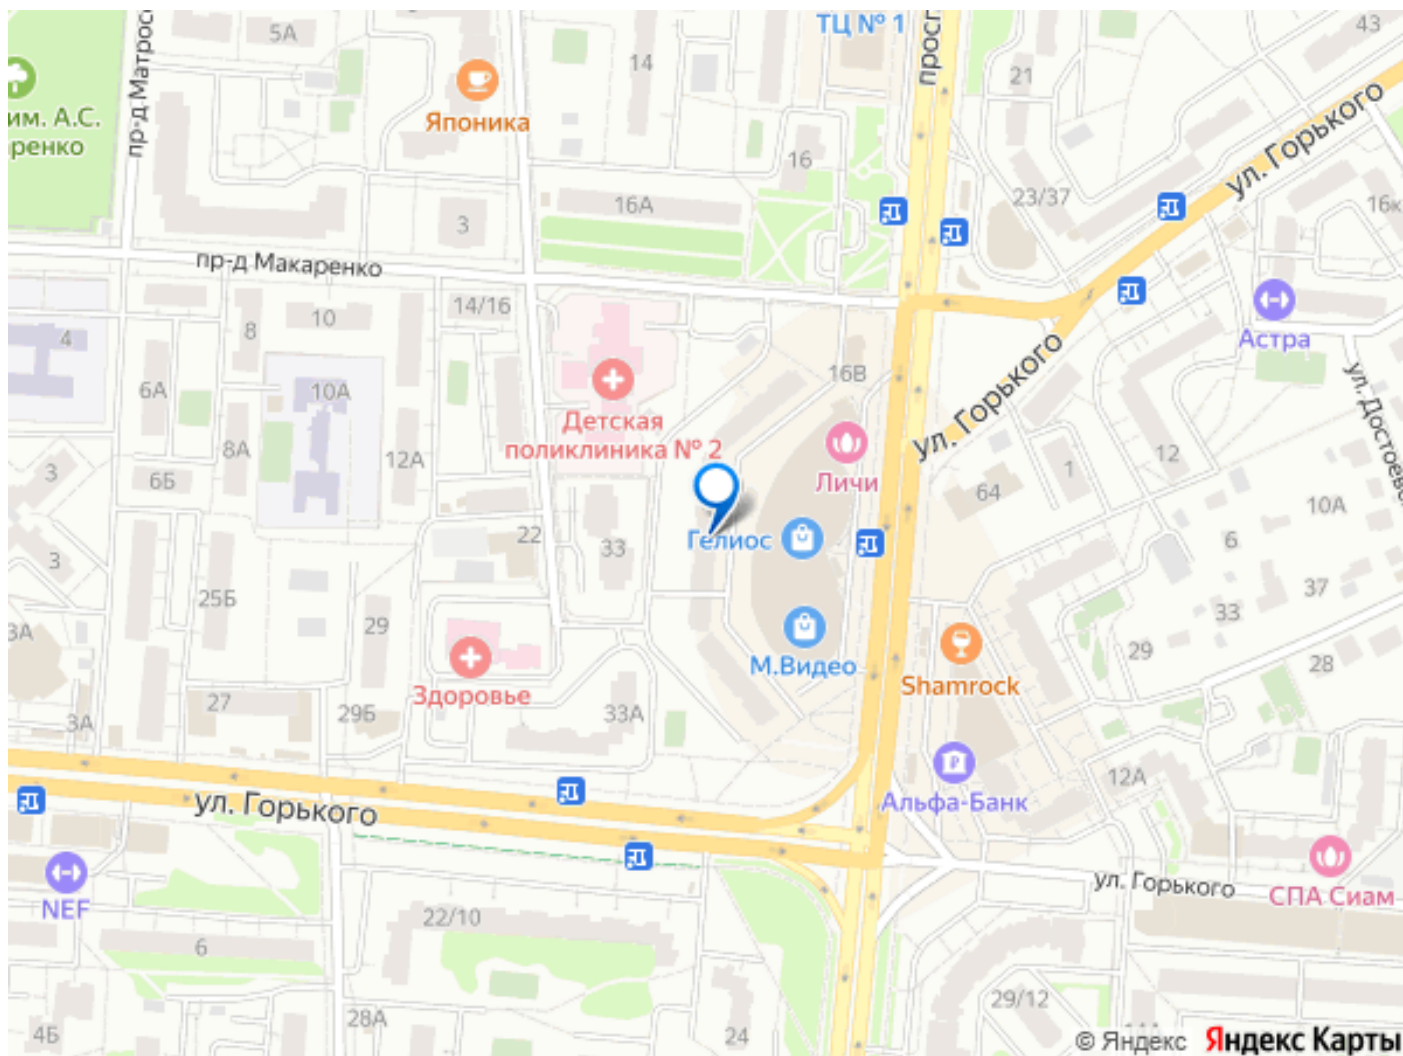 ТЦ № 1
просп
43
5А
14
21
пр-д Матрос
им. А.С.
ренко
Японика
16
ул. Горького
16А
23/37
16к
3
пр-д Макаренко
14/16
10
8
4
Астра
10А
16В
6А
Детская
поликлиника № 2
ул. Горького
ул. Достоевс
8А
12А
12
1
3
6Б
Личи
64
10А
22
33
Гелиос
6
3
37
25Б
29
33
3А
29
М.Видео
28
Здоровье
Shamrock
27
29Б
33А
3А
12А
ул. Горького
Альфа-Банк
ул. Горького
СПА Сиам
NEF
22/10
6
29/12
28А
4Б
24
© Яндекс Яндекс Карты